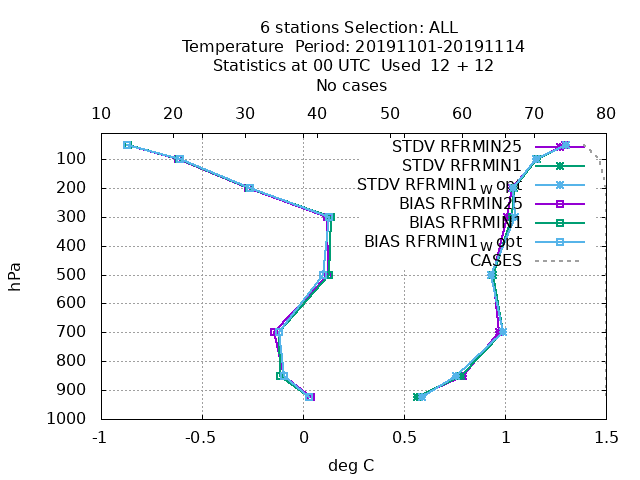 6 stations Selection: ALL
Temperature Period: 20191101-20191114
Statistics at 00 UTC Used 12 + 12
No cases
10 20 30 40 50 60 70 80
STDV RFRMIN25
STDV RFRMIN1
STDV RFRMIN1w opt
BIAS RFRMIN25
BIAS RFRMIN1
BIAS RFRMIN1w opt
CASES
hPa
100
200
300
400
500
600
700
800
900
1000
-1 -0.5 0 0.5 1 1.5
deg C